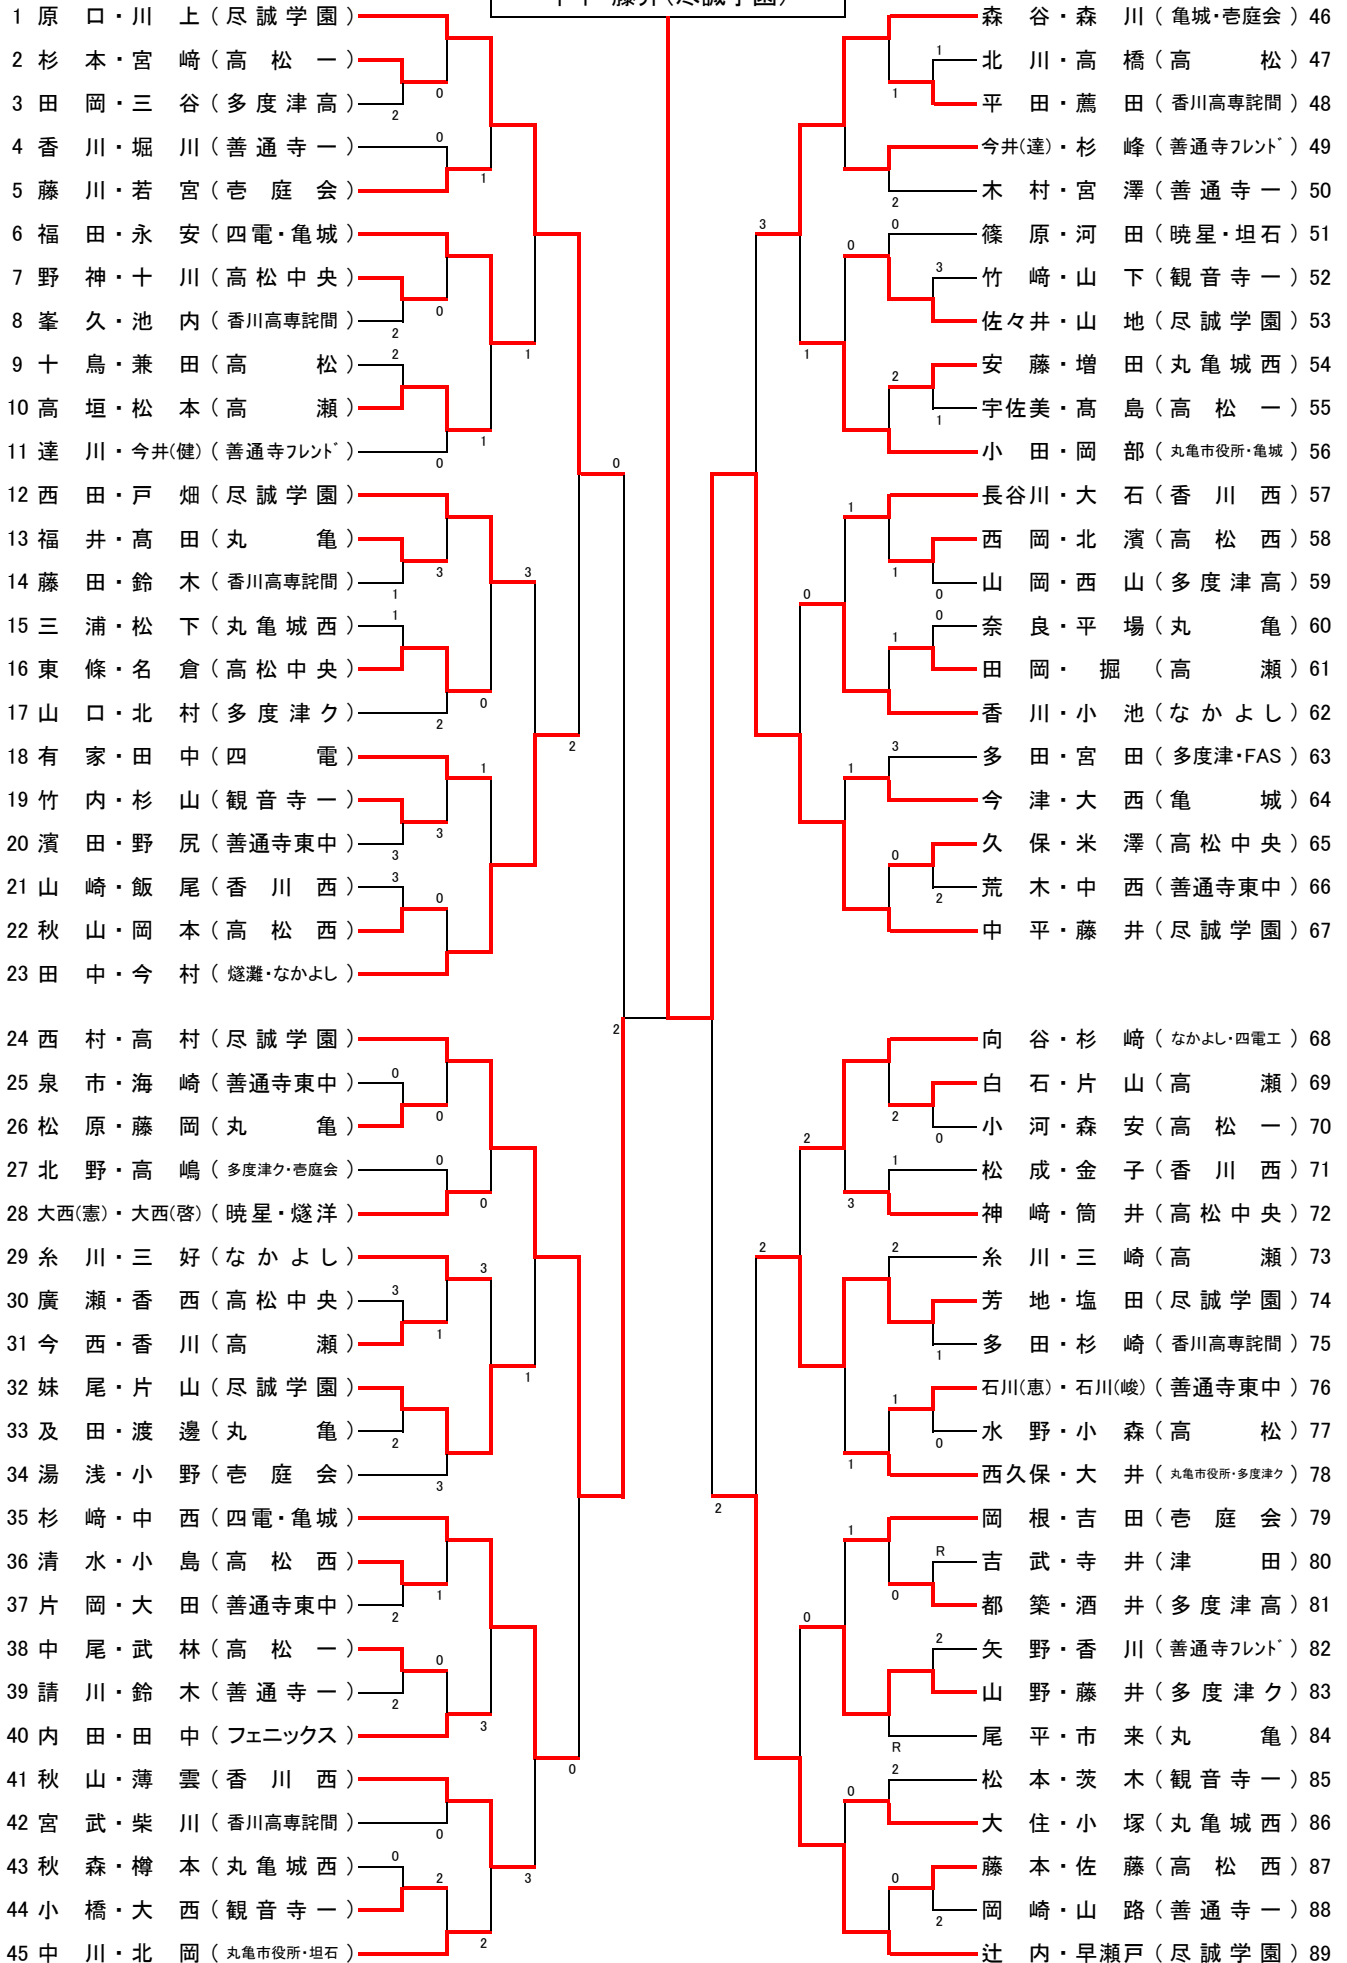 中平・藤井(尽誠学園)
1 原口・川上(尽誠学園)
2 杉本・宮﨑(高松一)
3 田岡・三谷(多度津高)
4 香川・堀川(善通寺一)
5 藤川・若宮(壱庭会)
6 福田・永安(四電・亀城)
7 野神・十川(高松中央)
8 峯久・池内(香川高専詫間)
9 十鳥・兼田(高松)
10 高垣・松本(高瀬)
11 達川・今井(健)(善通寺フレンド)
12 西田・戸畑(尽誠学園)
13 福井・髙田(丸亀)
14 藤田・鈴木(香川高専詫間)
15 三浦・松下(丸亀城西)
16 東條・名倉(高松中央)
17 山口・北村(多度津ク)
18 有家・田中(四電)
19 竹内・杉山(観音寺一)
20 濱田・野尻(善通寺東中)
21 山崎・飯尾(香川西)
22 秋山・岡本(高松西)
23 田中・今村(燧灘・なかよし)
24 西村・高村(尽誠学園)
25 泉市・海崎(善通寺東中)
26 松原・藤岡(丸亀)
27 北野・高嶋(多度津ク・壱庭会)
28 大西(憲)・大西(啓)(暁星・燧洋)
29 糸川・三好(なかよし)
30 廣瀬・香西(高松中央)
31 今西・香川(高瀬)
32 妹尾・片山(尽誠学園)
33 及田・渡邊(丸亀)
34 湯浅・小野(壱庭会)
35 杉﨑・中西(四電・亀城)
36 清水・小島(高松西)
37 片岡・大田(善通寺東中)
38 中尾・武林(高松一)
39 請川・鈴木(善通寺一)
40 内田・田中(フェニックス)
41 秋山・薄雲(香川西)
42 宮武・柴川(香川高専詫間)
43 秋森・樽本(丸亀城西)
44 小橋・大西(観音寺一)
45 中川・北岡(丸亀市役所・坦石)
森谷・森川(亀城・壱庭会)46
北川・高橋(高松)47
平田・薦田(香川高専詫間)48
今井(達)・杉峰(善通寺フレンド)49
木村・宮澤(善通寺一)50
篠原・河田(暁星・坦石)51
竹﨑・山下(観音寺一)52
佐々井・山地(尽誠学園)53
安藤・増田(丸亀城西)54
宇佐美・髙島(高松一)55
小田・岡部(丸亀市役所・亀城)56
長谷川・大石(香川西)57
西岡・北濱(高松西)58
山岡・西山(多度津高)59
奈良・平場(丸亀)60
田岡・掘(高瀬)61
香川・小池(なかよし)62
多田・宮田(多度津・FAS)63
今津・大西(亀城)64
久保・米澤(高松中央)65
荒木・中西(善通寺東中)66
中平・藤井(尽誠学園)67
向谷・杉﨑(なかよし・四電工)68
白石・片山(高瀬)69
小河・森安(高松一)70
松成・金子(香川西)71
神﨑・筒井(高松中央)72
糸川・三崎(高瀬)73
芳地・塩田(尽誠学園)74
多田・杉崎(香川高専詫間)75
石川(恵)・石川(峻)(善通寺東中)76
水野・小森(高松)77
西久保・大井(丸亀市役所・多度津ク)78
岡根・吉田(壱庭会)79
吉武・寺井(津田)80
都築・酒井(多度津高)81
矢野・香川(善通寺フレンド)82
山野・藤井(多度津ク)83
尾平・市来(丸亀)84
松本・茨木(観音寺一)85
大住・小塚(丸亀城西)86
藤本・佐藤(高松西)87
岡崎・山路(善通寺一)88
辻内・早瀬戸(尽誠学園)89